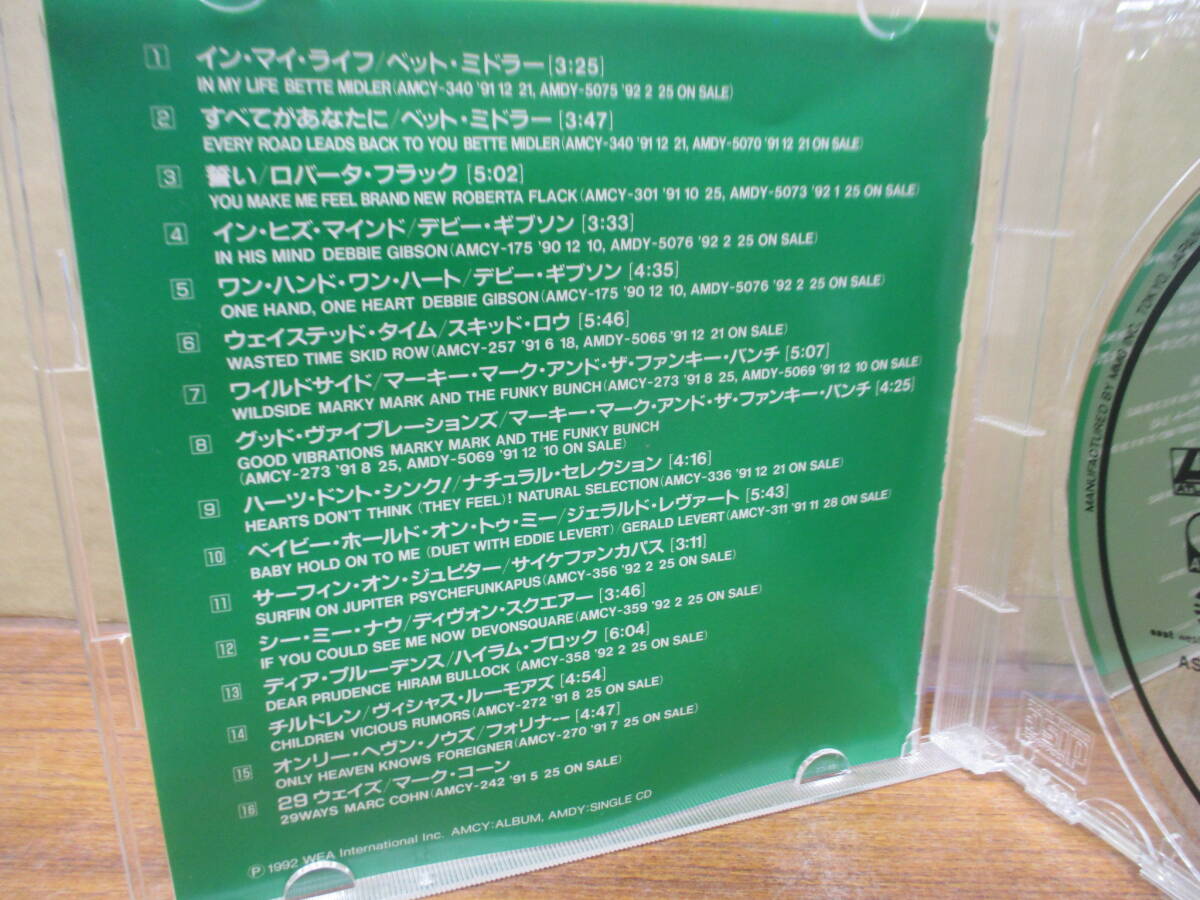 1 イン・マイ・ライフ/ベット・ミドラー[3:25]
IN MY LIFE BETTE MIDLER(AMCY-340 '91 12 21, AMDY-5075 '92 2 25 ON SALE)
2 すべてがあなたに/ベット・ミドラー[3:47]
EVERY ROAD LEADS BACK TO YOU BETTE MIDLER(AMCY-340 '91 12 21, AMDY-5070 '91 12 21 ON SALE)
3 誓い/ロバータ・フラック[5:02]
YOU MAKE ME FEEL BRAND NEW ROBERTA FLACK(AMCY-301 '91 10 25, AMDY-5073 '92 1 25 ON SALE)
4 イン・ヒズ・マインド/デビー・ギブソン[3:33]
IN HIS MIND DEBBIE GIBSON(AMCY-175 '90 12 10, AMDY-5076 '92 2 25 ON SALE)
5 ワン・ハンド・ワン・ハート/デビー・ギブソン[4:35]
ONE HAND, ONE HEART DEBBIE GIBSON(AMCY-175 '90 12 10, AMDY-5076 '92 2 25 ON SALE)
6 ウェイステッド・タイム/スキッド・ロウ[5:46]
WASTED TIME SKID ROW(AMCY-257 '91 6 18, AMDY-5065 '91 12 21 ON SALE)
7 ワイルドサイド/マーキー・マーク・アンド・ザ・ファンキー・バンチ[5:07]
WILDSIDE MARKY MARK AND THE FUNKY BUNCH(AMCY-273 '91 8 25, AMDY-5069 '91 12 10 ON SALE)
8 グッド・ヴァイブレーションズ/マーキー・マーク・アンド・ザ・ファンキー・バンチ[4:25]
GOOD VIBRATIONS MARKY MARK AND THE FUNKY BUNCH
(AMCY-273 '91 8 25, AMDY-5069 '91 12 10 ON SALE)
9 ハーツ・ドント・シンク!/ナチュラル・セレクション[4:16]
HEARTS DON'T THINK (THEY FEEL)! NATURAL SELECTION(AMCY-336 '91 12 21 ON SALE)
10 ベイビー・ホールド・オン・トゥ・ミー/ジェラルド・レヴァート[5:43]
BABY HOLD ON TO ME (DUET WITH EDDIE LEVERT)/GERALD LEVERT(AMCY-311 '91 11 28 ON SALE)
11 サーフィン・オン・ジュピター/サイケファンカパス[3:11]
SURFIN ON JUPITER PSYCHEFUNKAPUS(AMCY-356 '92 2 25 ON SALE)
12 シー・ミー・ナウ/ディヴォン・スクエアー[3:46]
IF YOU COULD SEE ME NOW DEVONSQUARE(AMCY-359 '92 2 25 ON SALE)
13 ディア・プルーデンス/ハイラム・ブロック[6:04]
DEAR PRUDENCE HIRAM BULLOCK(AMCY-358 '92 2 25 ON SALE)
14 チルドレン/ヴィシャス・ルーモアズ[4:54]
CHILDREN VICIOUS RUMORS(AMCY-272 '91 8 25 ON SALE)
15 オンリー・ヘヴン・ノウズ/フォリナー[4:47]
ONLY HEAVEN KNOWS FOREIGNER(AMCY-270 '91 7 25 ON SALE)
16 29ウェイズ/マーク・コーン
29WAYS MARC COHN(AMCY-242 '91 5 25 ON SALE)
Ⓟ1992 WEA International Inc. AMCY:ALBUM, AMDY:SINGLE CD
MANUFACTURED BY
east
AS